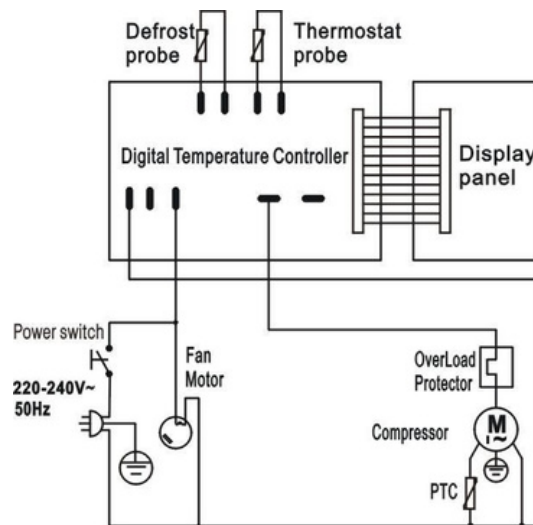 Defrost
probe
Thermostat
probe
Digital Temperature Controller
Display
panel
Power switch
220-240V~
50Hz
Fan
Motor
OverLoad
Protector
Compressor
M
1~
PTC